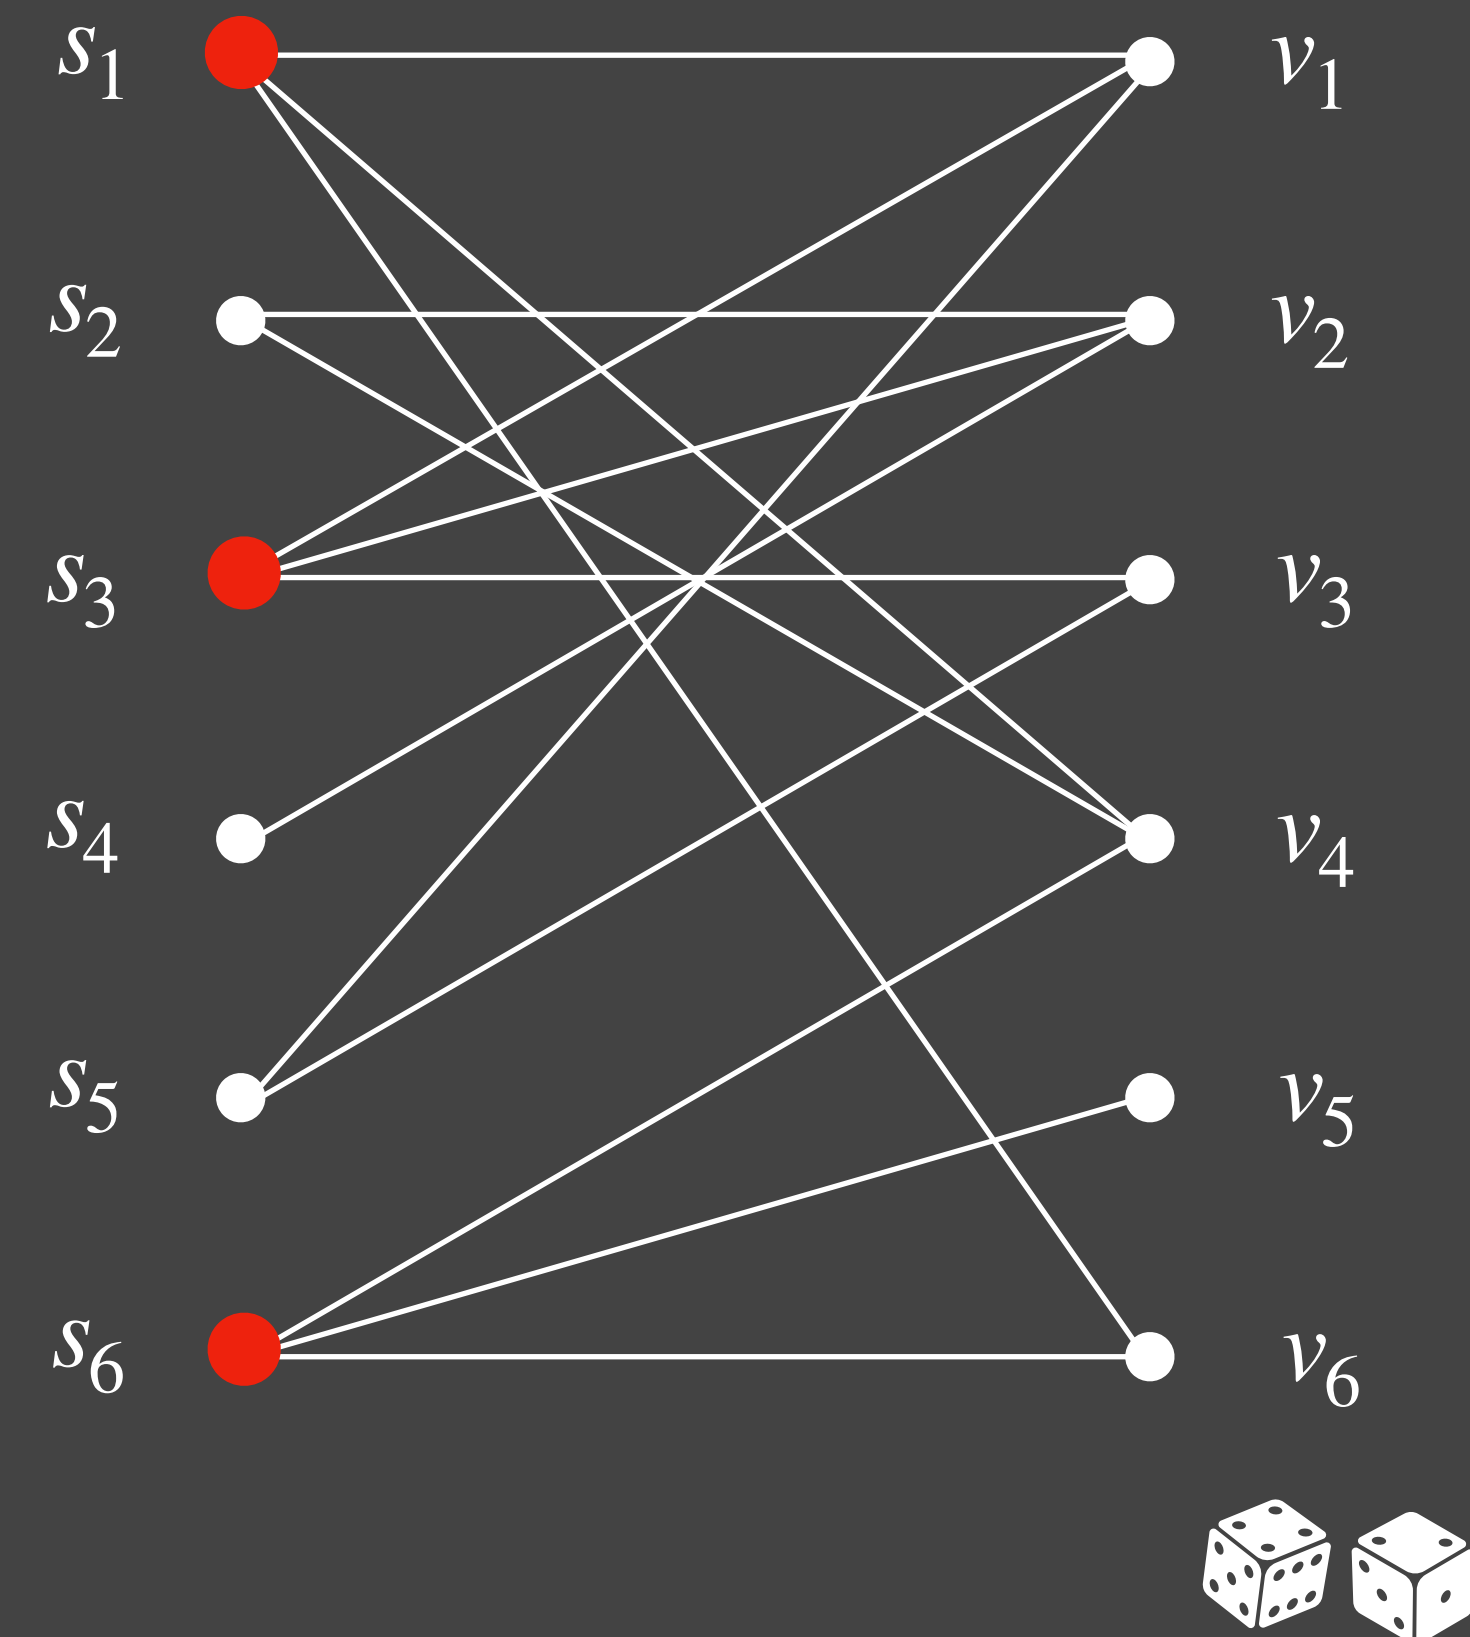 s₁ v₁
s₂ v₂
s₃ v₃
s₄ v₄
s₅ v₅
s₆ v₆